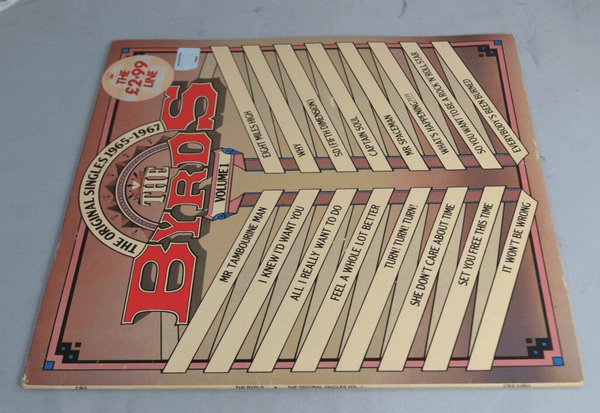 THE
£2·99
LINE
THE ORIGINAL SINGLES 1965-1967
THE
BYRDS
VOLUME 1
MR TAMBOURINE MAN
I KNEW I'D WANT YOU
ALL I REALLY WANT TO DO
FEEL A WHOLE LOT BETTER
TURN! TURN! TURN!
SHE DON'T CARE ABOUT TIME
SET YOU FREE THIS TIME
IT WON'T BE WRONG
EIGHT MILES HIGH
WHY
5D (FIFTH DIMENSION)
CAPTAIN SOUL
MR SPACEMAN
WHAT'S HAPPENING?!?!
SO YOU WANT TO BE A ROCK 'N' ROLL STAR
EVERYBODY'S BEEN BURNED
CBS THE BYRDS • THE ORIGINAL SINGLES VOL. 1